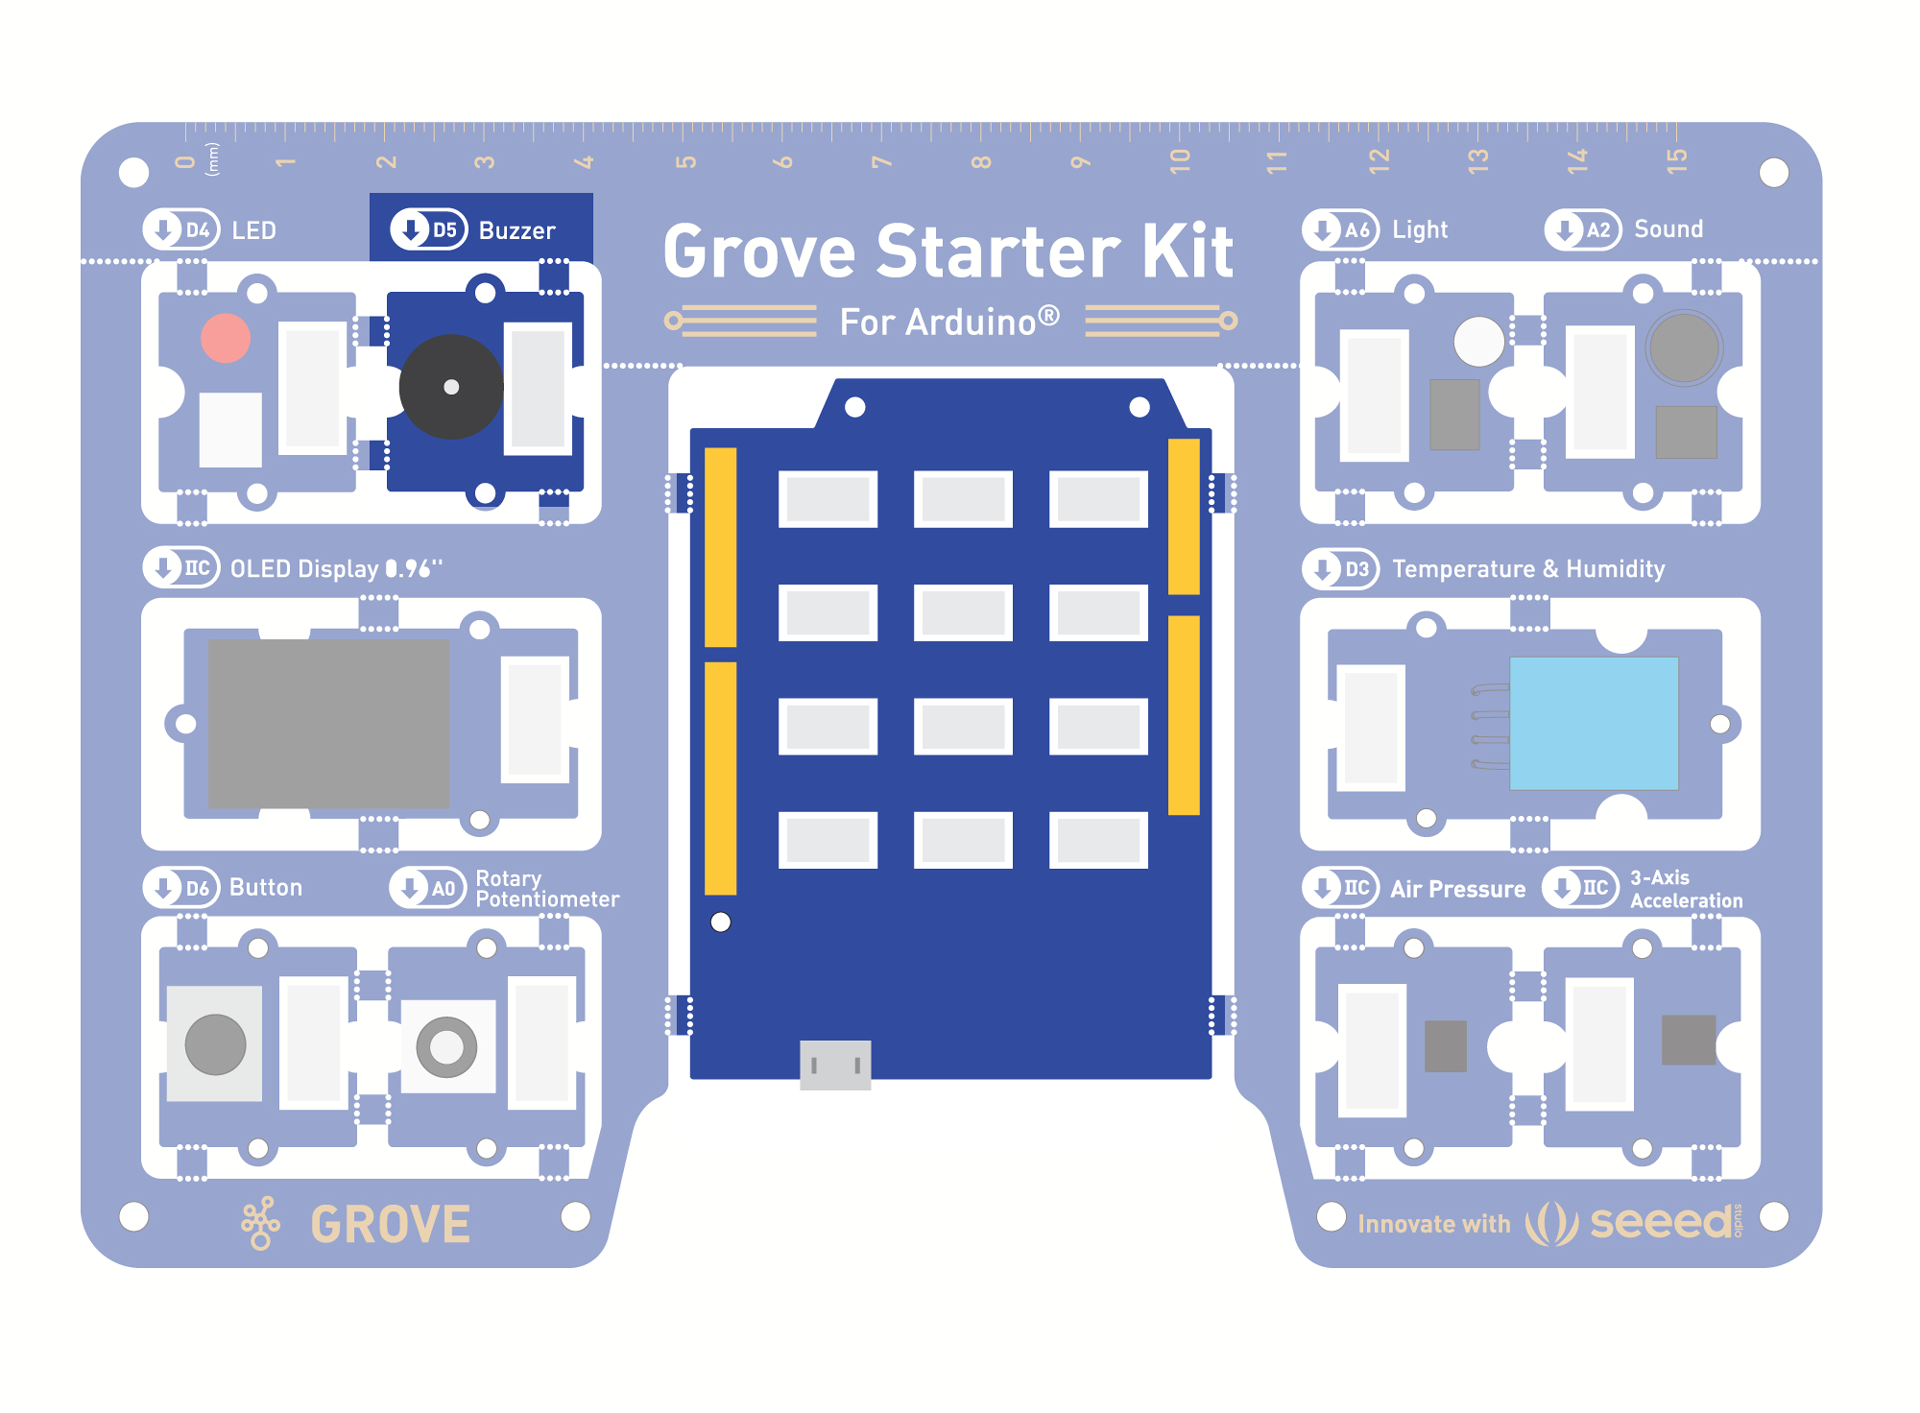 0 (mm) 1 2 3 4 5 6 7 8 9 10 11 12 13 14 15
D4 LED
D5 Buzzer
Grove Starter Kit
For Arduino®
A6 Light
A2 Sound
IIC OLED Display 0.96''
D3 Temperature & Humidity
D6 Button
A0 Rotary
Potentiometer
IIC Air Pressure
IIC 3-Axis
Acceleration
GROVE
Innovate with seeed studio